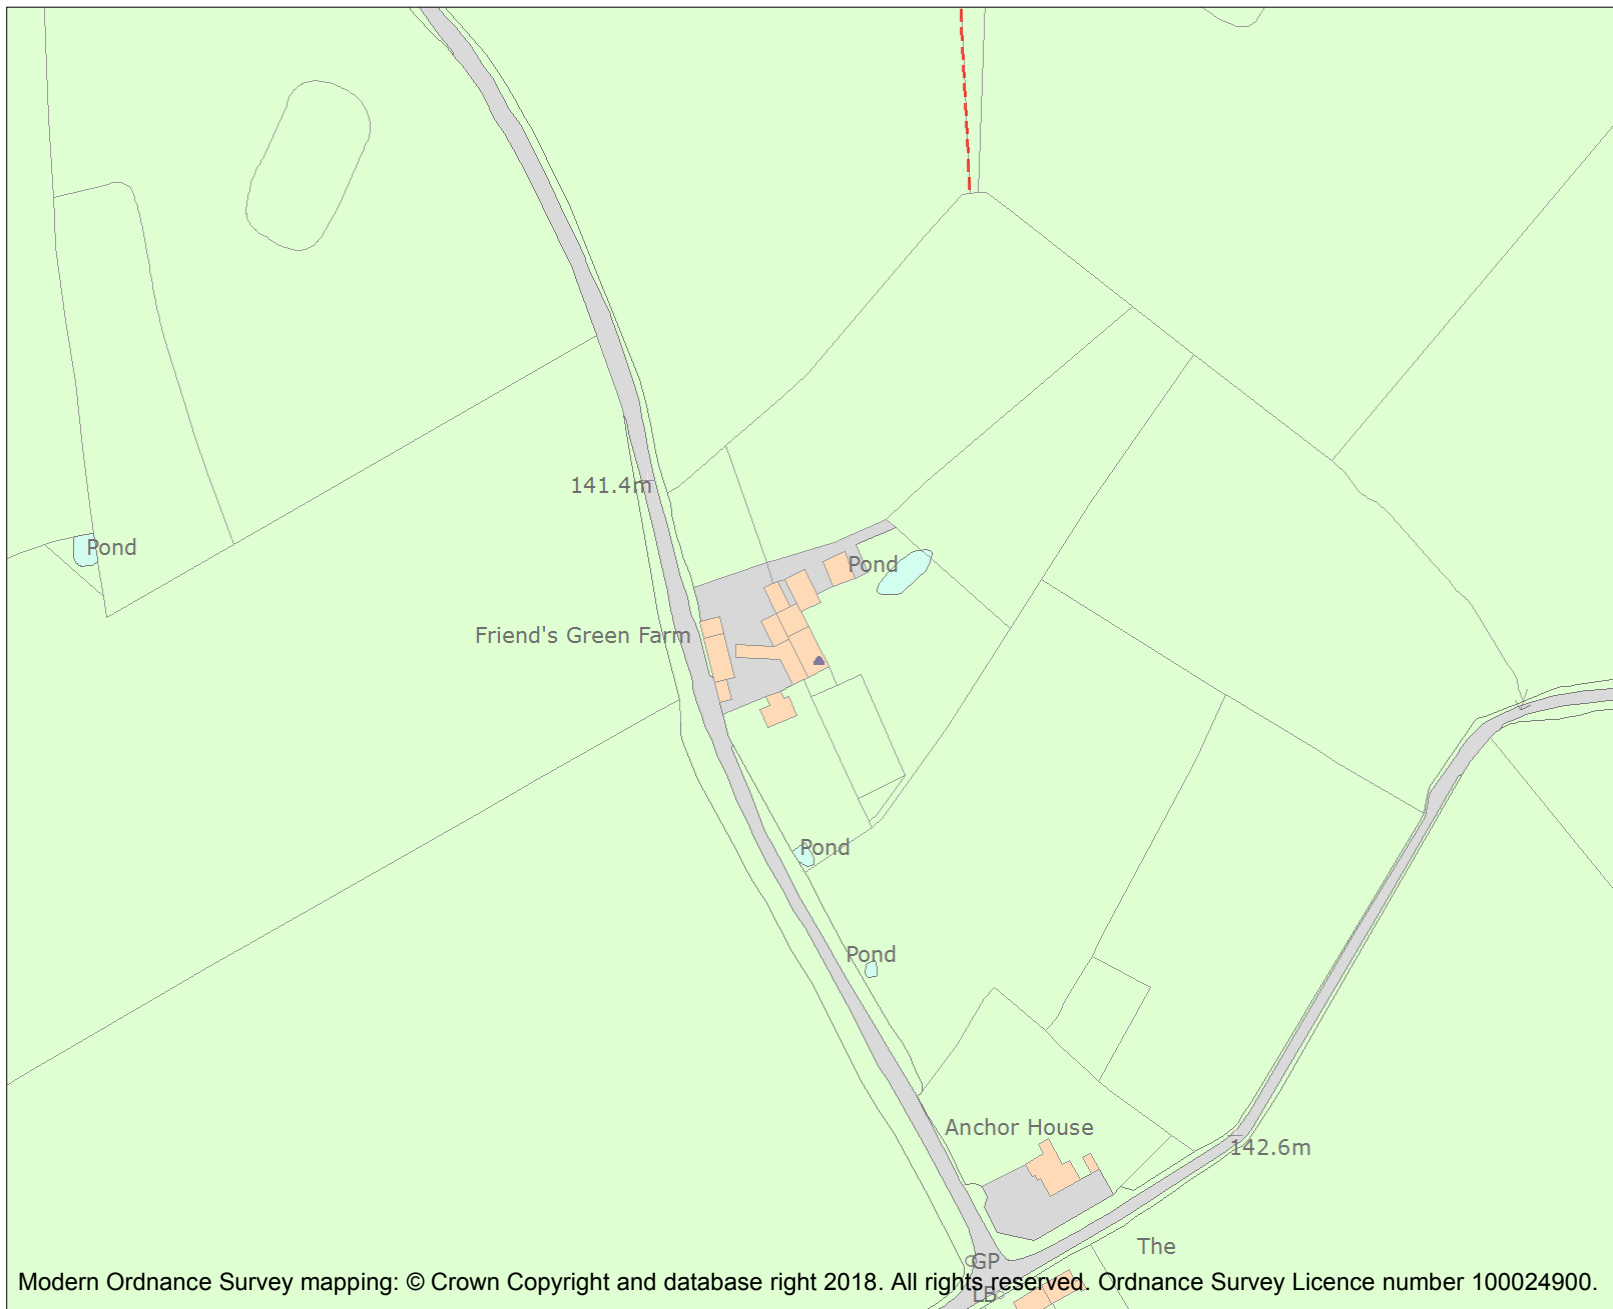 141.4m
Pond
Pond
Friend's Green Farm
Pond
Pond
Anchor House
142.6m
The
GP
Modern Ordnance Survey mapping: © Crown Copyright and database right 2018. All rights reserved. Ordnance Survey Licence number 100024900.
LB